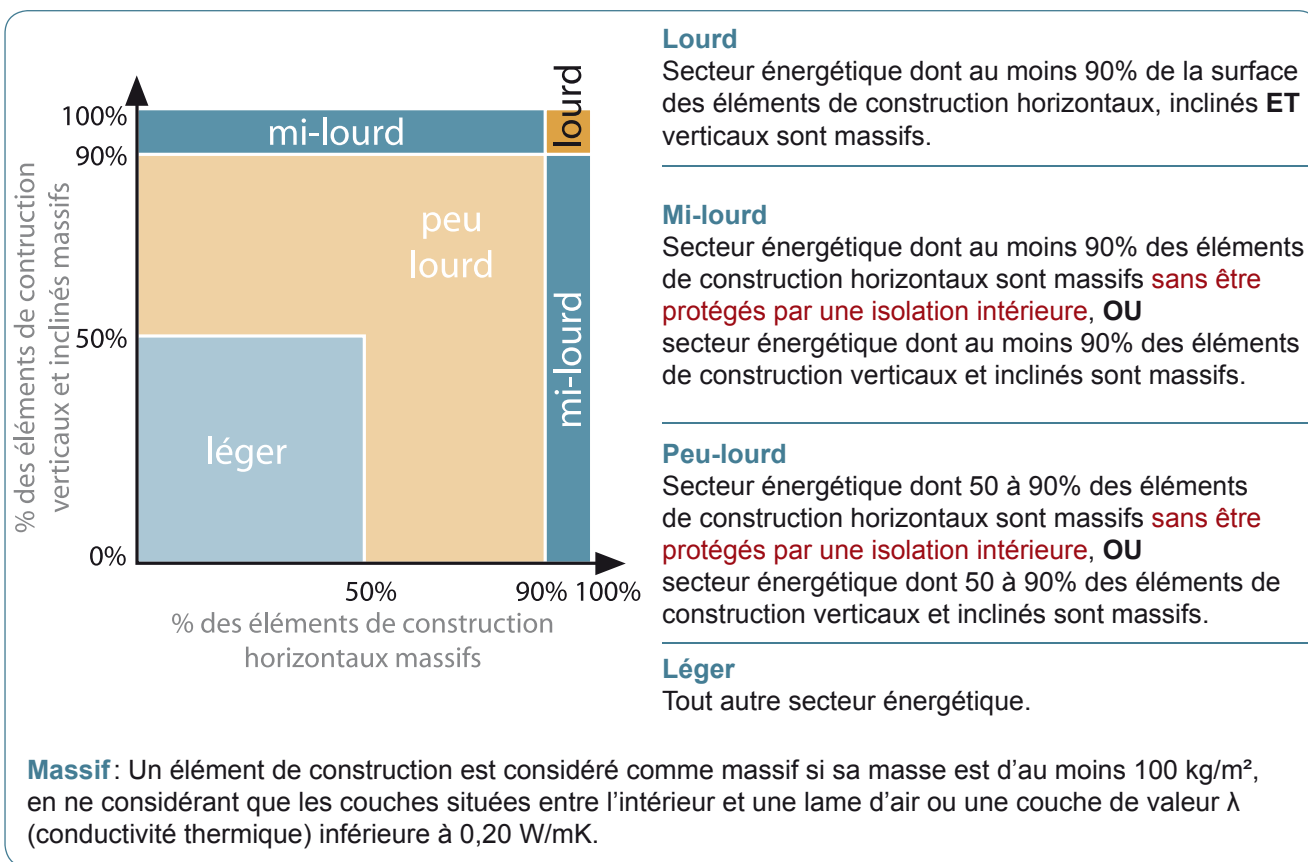 100%
90%
50%
0%
50%
90% 100%
% des éléments de contruction
verticaux et inclinés massifs
% des éléments de construction
horizontaux massifs
mi-lourd
lourd
peu
lourd
mi-lourd
léger
Lourd
Secteur énergétique dont au moins 90% de la surface
des éléments de construction horizontaux, inclinés ET
verticaux sont massifs.
Mi-lourd
Secteur énergétique dont au moins 90% des éléments
de construction horizontaux sont massifs sans être
protégés par une isolation intérieure, OU
secteur énergétique dont au moins 90% des éléments
de construction verticaux et inclinés sont massifs.
Peu-lourd
Secteur énergétique dont 50 à 90% des éléments
de construction horizontaux sont massifs sans être
protégés par une isolation intérieure, OU
secteur énergétique dont 50 à 90% des éléments de
construction verticaux et inclinés sont massifs.
Léger
Tout autre secteur énergétique.
Massif : Un élément de construction est considéré comme massif si sa masse est d’au moins 100 kg/m²,
en ne considérant que les couches situées entre l’intérieur et une lame d’air ou une couche de valeur λ
(conductivité thermique) inférieure à 0,20 W/mK.